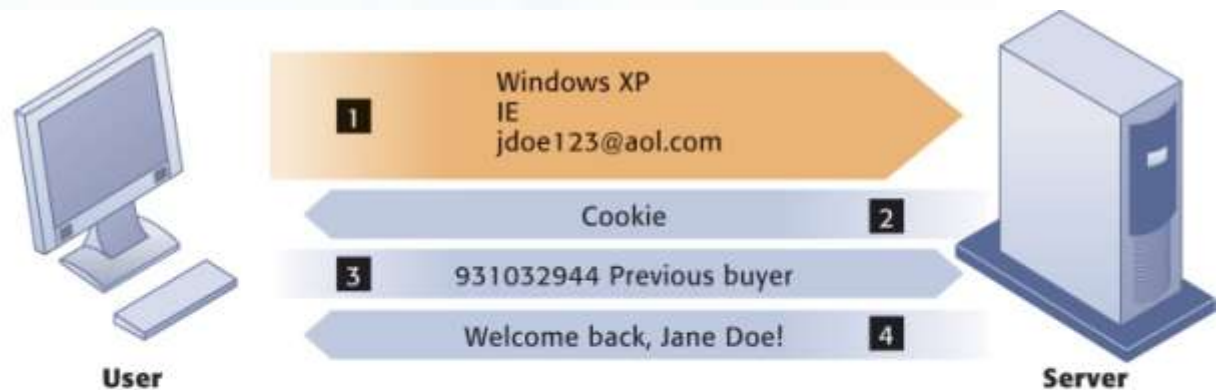 1
Windows XP
IE
jdoe123@aol.com
Cookie 2
3 931032944 Previous buyer
Welcome back, Jane Doe! 4
User
Server